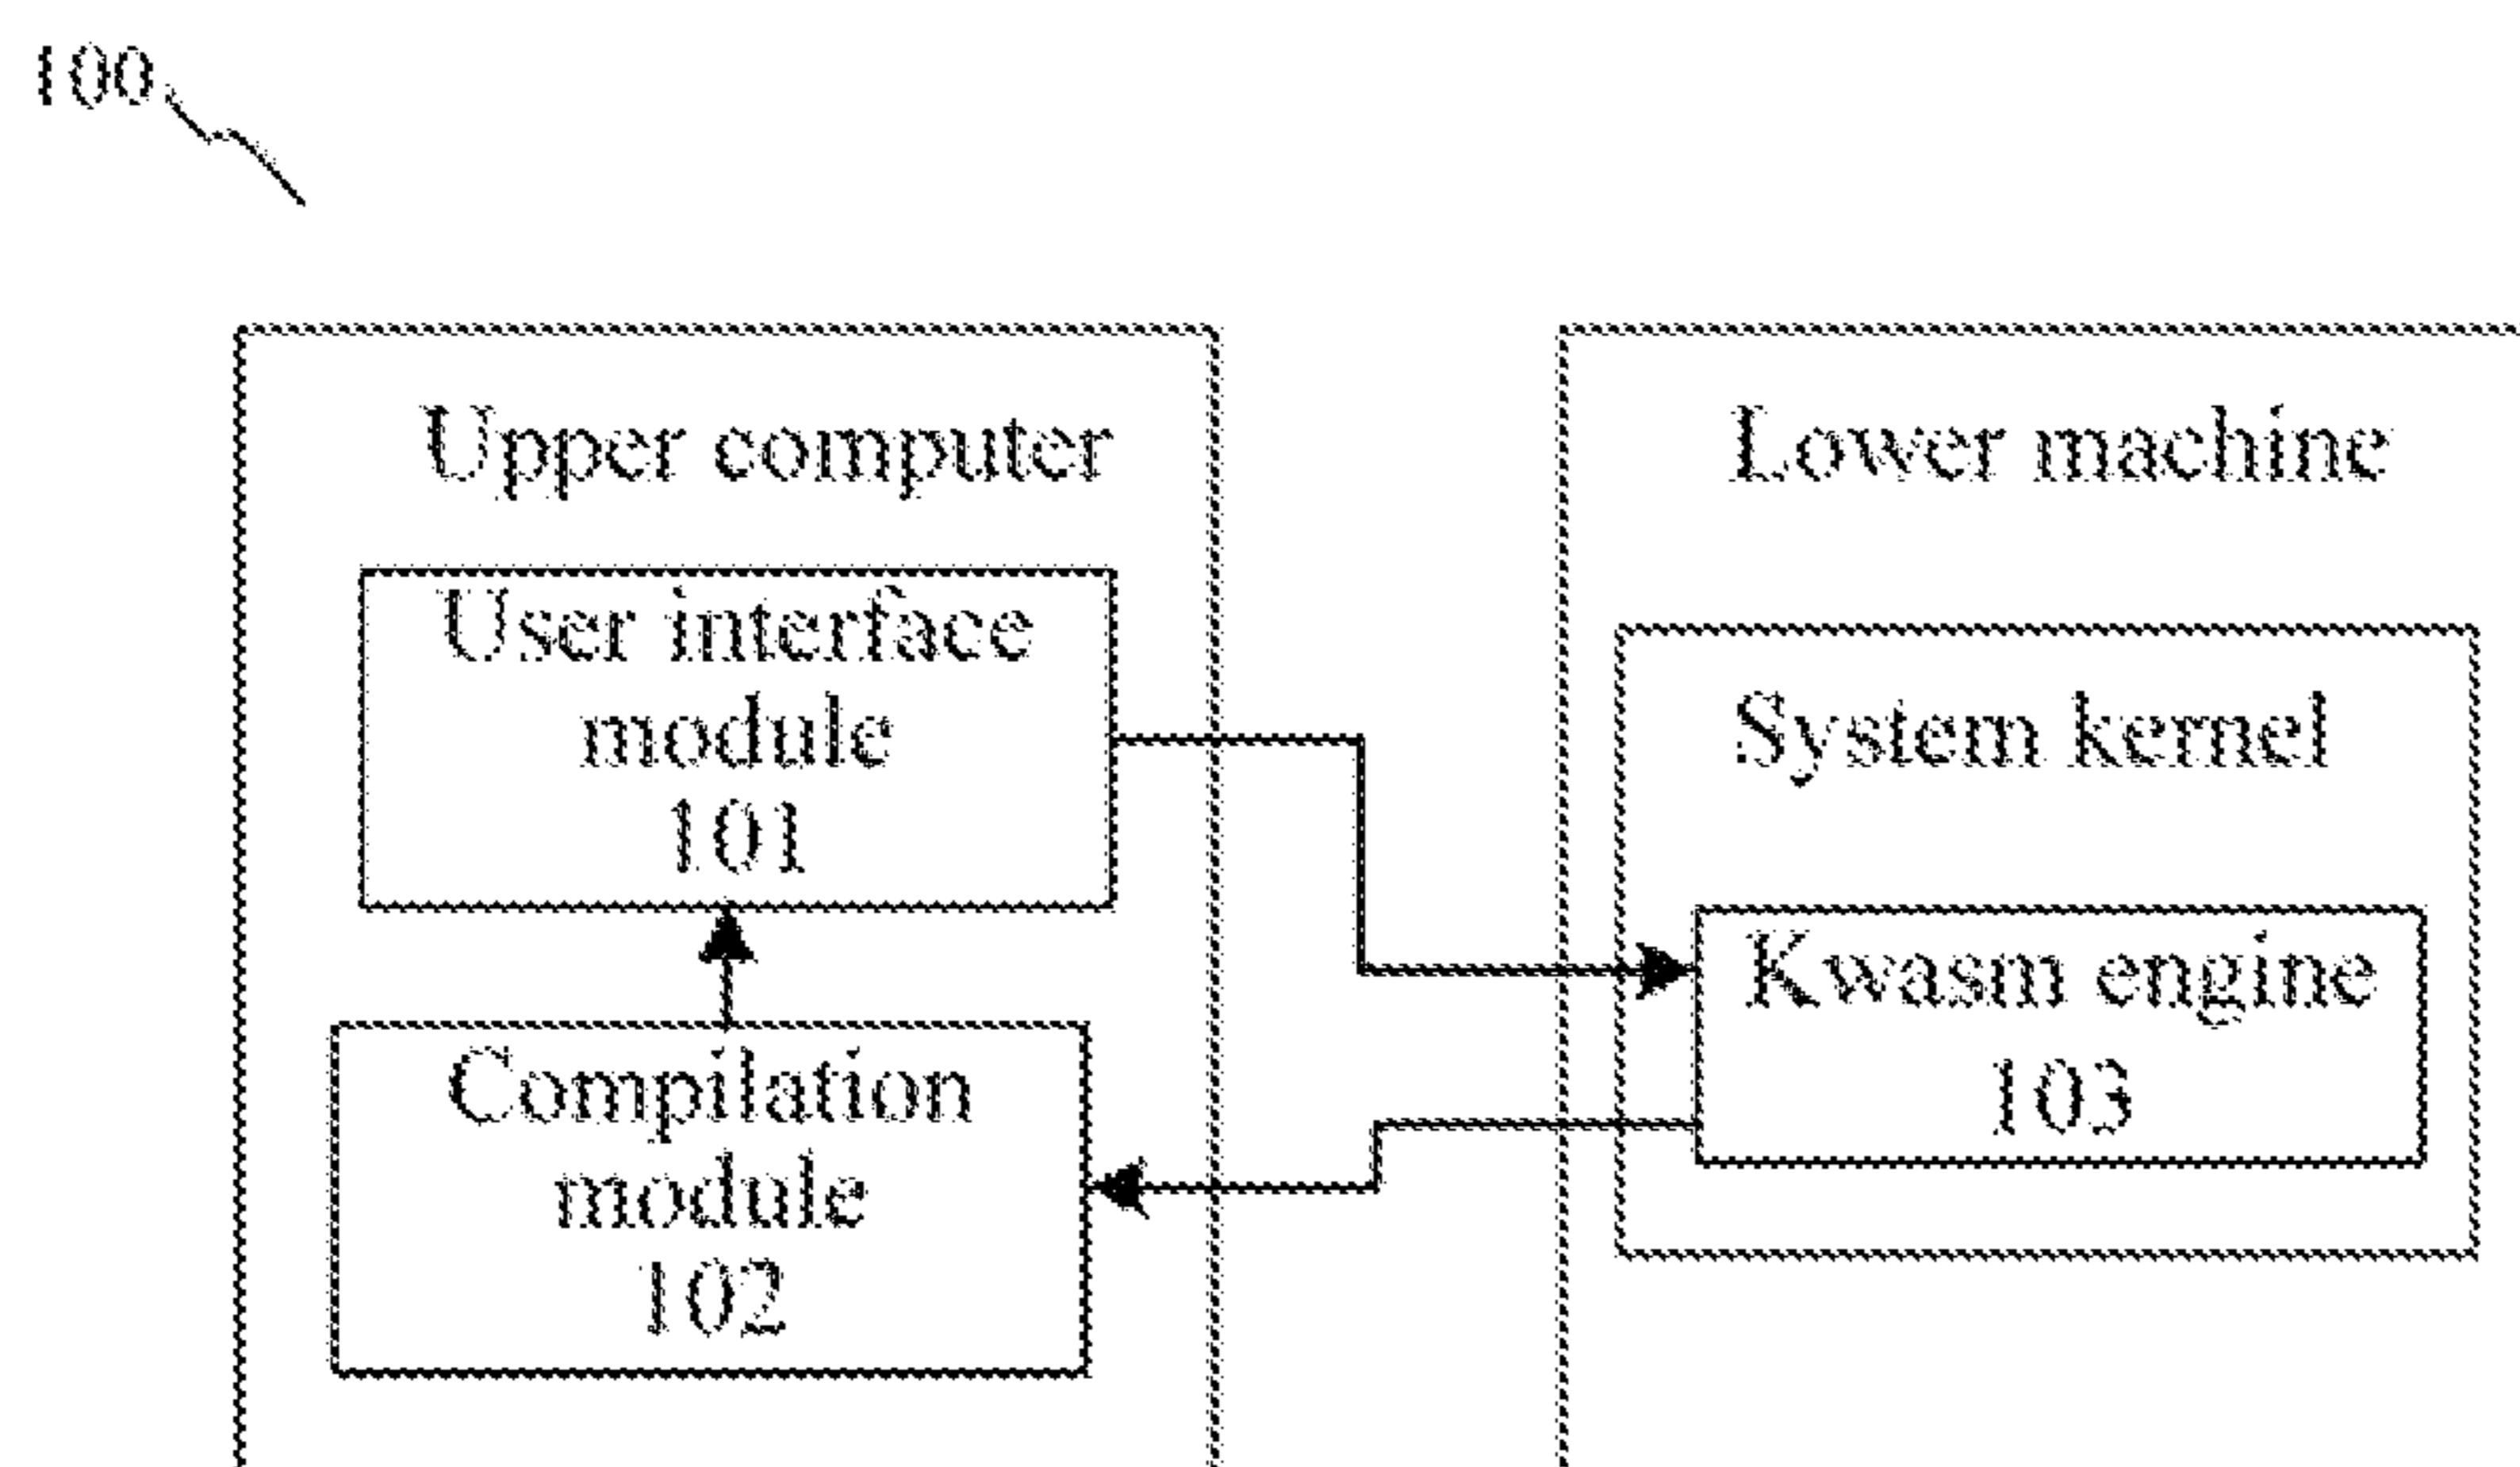 100
Upper computer
User interface
module
101
Compilation
module
102
Lower machine
System kernel
Kwasm engine
103